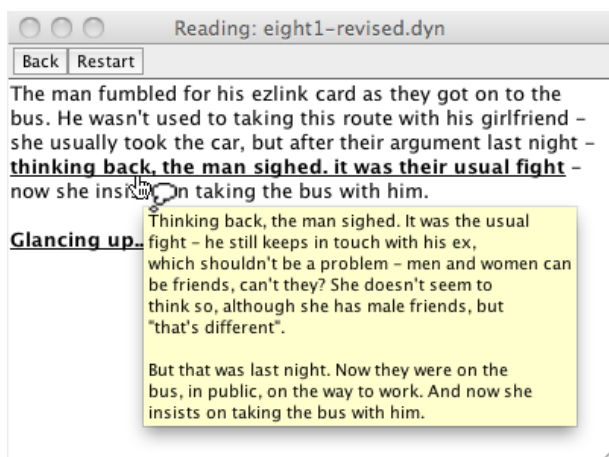 Reading: eight1-revised.dyn
Back Restart
The man fumbled for his ezlink card as they got on to the
bus. He wasn't used to taking this route with his girlfriend –
she usually took the car, but after their argument last night –
thinking back, the man sighed. it was their usual fight –
now she insi n taking the bus with him.
Glancing up..
Thinking back, the man sighed. It was the usual
fight – he still keeps in touch with his ex,
which shouldn't be a problem – men and women can
be friends, can't they? She doesn't seem to
think so, although she has male friends, but
"that's different".
But that was last night. Now they were on the
bus, in public, on the way to work. And now she
insists on taking the bus with him.